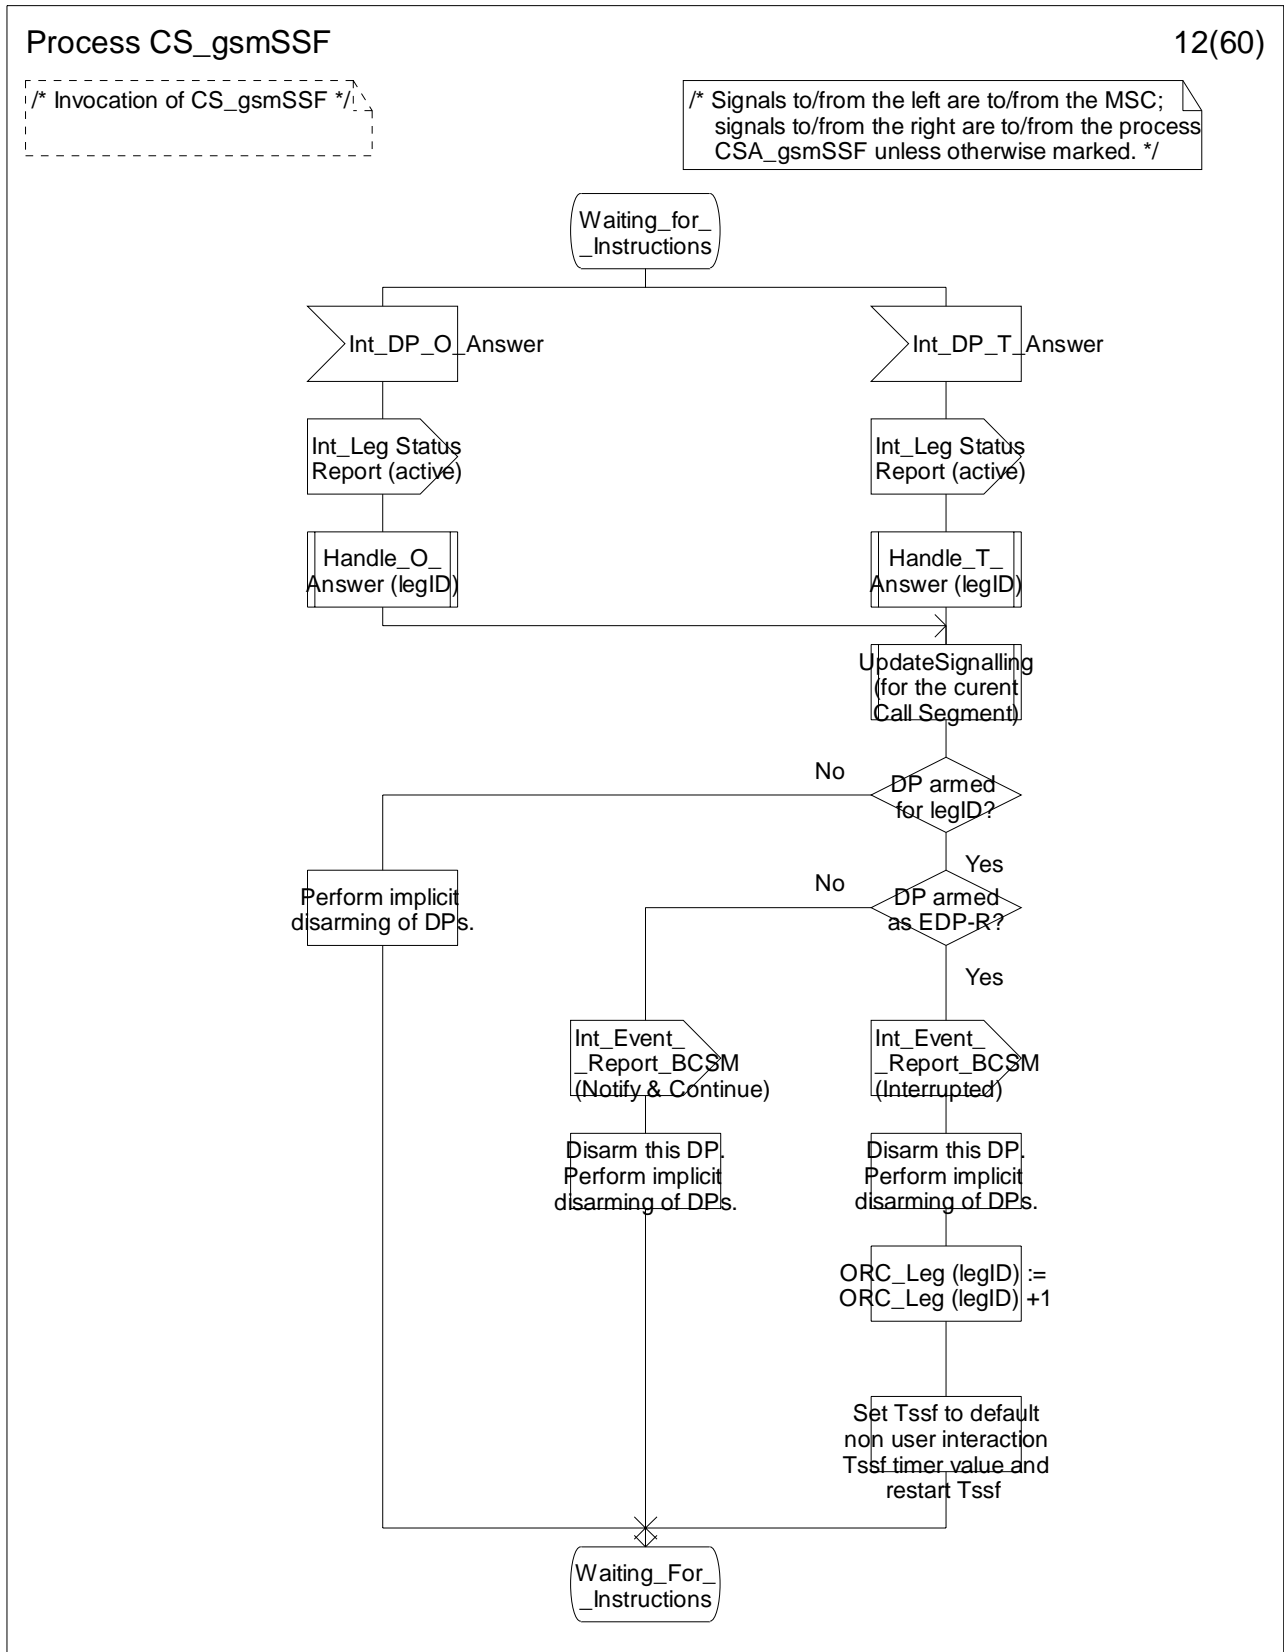 Process CS_gsmSSF
12(60)
/* Invocation of CS_gsmSSF */
/* Signals to/from the left are to/from the MSC;
signals to/from the right are to/from the process
CSA_gsmSSF unless otherwise marked. */
Waiting_for_
_Instructions
Int_DP_O_Answer
Int_DP_T_Answer
Int_Leg Status
Report (active)
Int_Leg Status
Report (active)
Handle_O_
Answer (legID)
Handle_T_
Answer (legID)
UpdateSignalling
(for the curent
Call Segment)
No
DP armed
for legID?
Yes
Perform implicit
disarming of DPs.
No
DP armed
as EDP-R?
Yes
Int_Event_
_Report_BCSM
(Notify & Continue)
Int_Event_
_Report_BCSM
(Interrupted)
Disarm this DP.
Perform implicit
disarming of DPs.
Disarm this DP.
Perform implicit
disarming of DPs.
ORC_Leg (legID) :=
ORC_Leg (legID) +1
Set Tssf to default
non user interaction
Tssf timer value and
restart Tssf
Waiting_For_
_Instructions